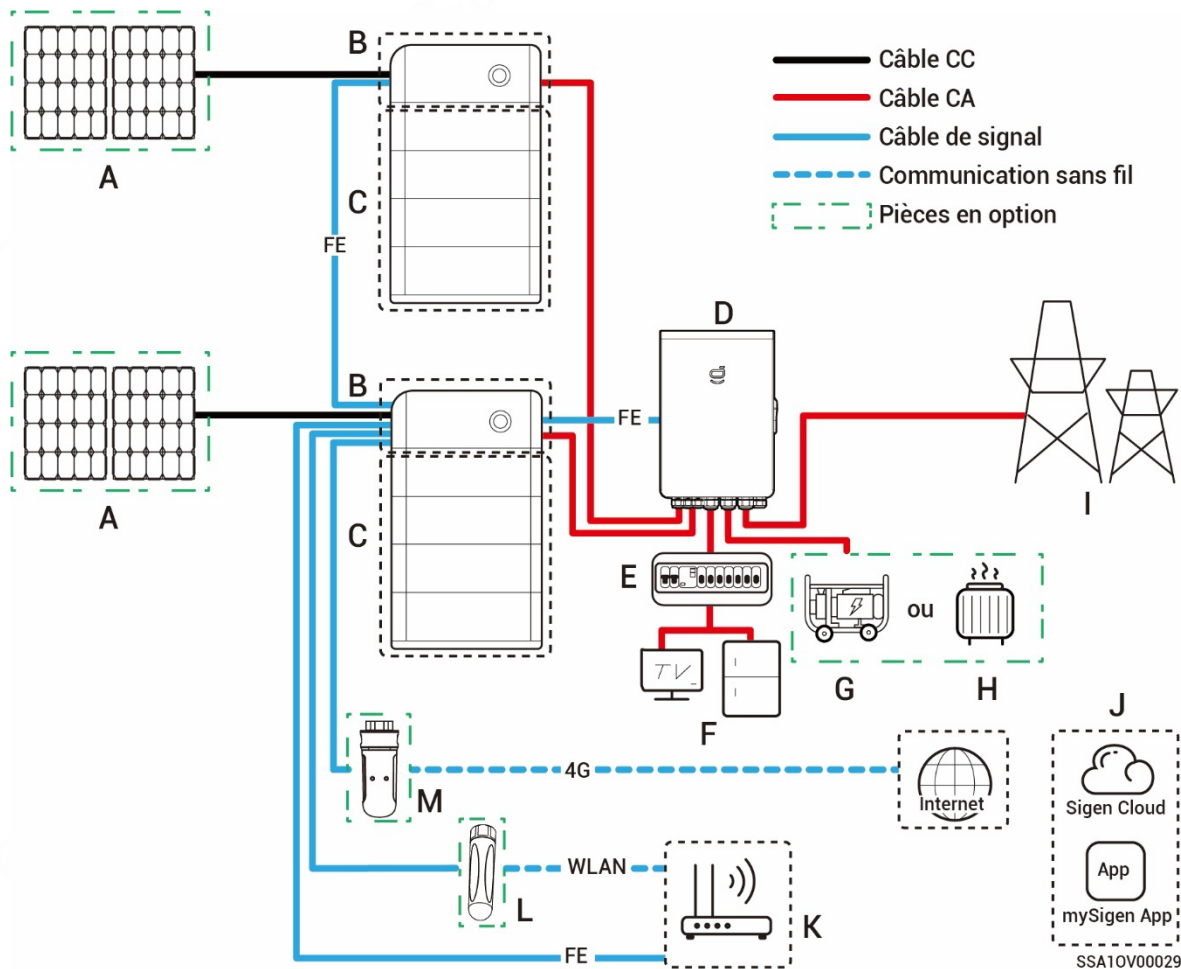 B
Câble CC
Câble CA
Câble de signal
Communication sans fil
Pièces en option
A
C
FE
D
B
FE
A
C
I
E
TV
ou
F
G
H
J
M
4G
Internet
Sigen Cloud
App
mySigen App
WLAN
L
K
FE
SSA10V00029